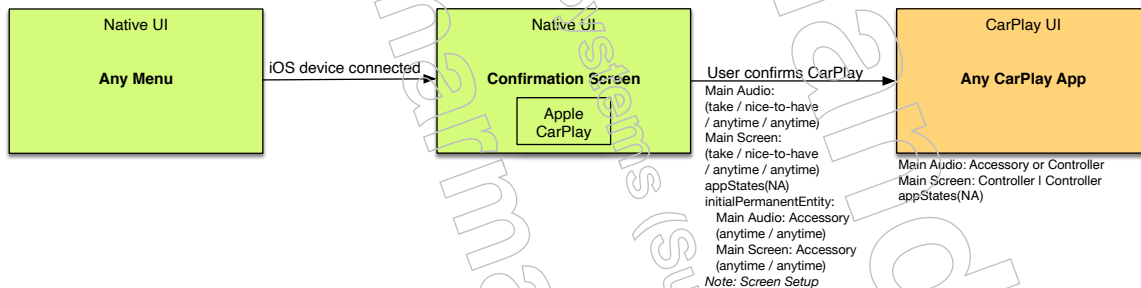 Native UI
Any Menu
iOS device connected
Native UI
Confirmation Screen
Apple
CarPlay
User confirms CarPlay
Main Audio:
(take / nice-to-have
/ anytime / anytime)
Main Screen:
(take / nice-to-have
/ anytime / anytime)
appStates(NA)
initialPermanentEntity:
Main Audio: Accessory
(anytime / anytime)
Main Screen: Accessory
(anytime / anytime)
Note: Screen Setup
CarPlay UI
Any CarPlay App
Main Audio: Accessory or Controller
Main Screen: Controller | Controller
appStates(NA)